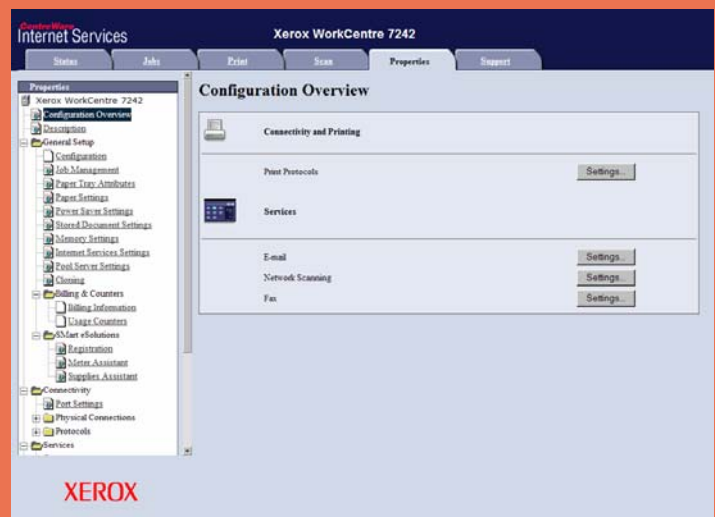 CentreWare
Internet Services
Xerox WorkCentre 7242
Status
Jobs
Print
Scan
Properties
Support
Properties
Xerox WorkCentre 7242
Configuration Overview
Description
General Setup
Configuration
Job Management
Paper Tray Attributes
Paper Settings
Power Saver Settings
Stored Document Settings
Memory Settings
Internet Services Settings
Pool Server Settings
Cloning
Billing & Counters
Billing Information
Usage Counters
SMart eSolutions
Registration
Meter Assistant
Supplies Assistant
Connectivity
Port Settings
Physical Connections
Protocols
Services
Configuration Overview
Connectivity and Printing
Print Protocols
Settings...
Services
E-mail
Settings...
Network Scanning
Settings...
Fax
Settings...
XEROX